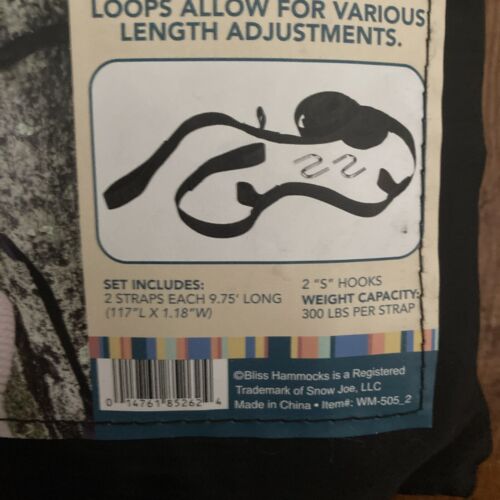 LOOPS ALLOW FOR VARIOUS
LENGTH ADJUSTMENTS.
SET INCLUDES:
2 STRAPS EACH 9.75' LONG
(117"L X 1.18"W)
2 "S" HOOKS
WEIGHT CAPACITY:
300 LBS PER STRAP
©Bliss Hammocks is a Registered
Trademark of Snow Joe, LLC
Made in China • Item#: WM-505_2
0 14761 85262 4